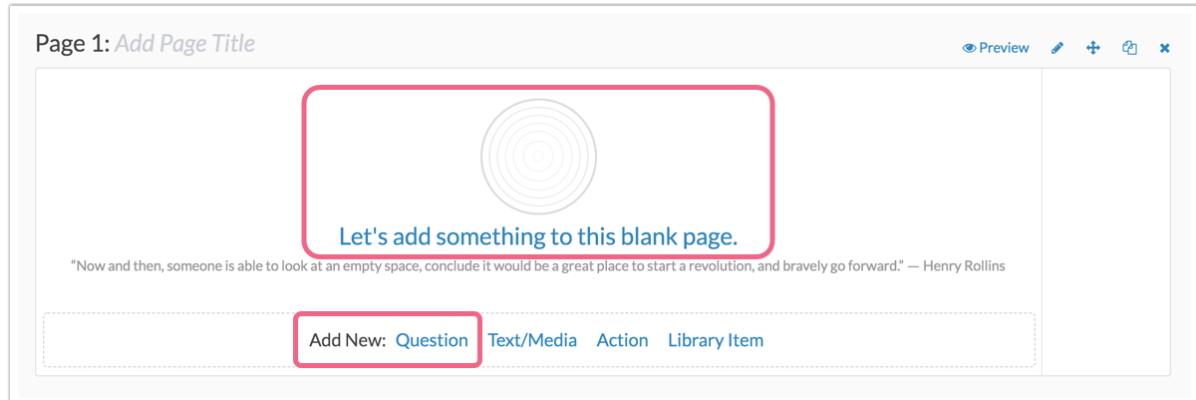 Page 1: Add Page Title
Preview
Let's add something to this blank page.
“Now and then, someone is able to look at an empty space, conclude it would be a great place to start a revolution, and bravely go forward.” — Henry Rollins
Add New: Question Text/Media Action Library Item